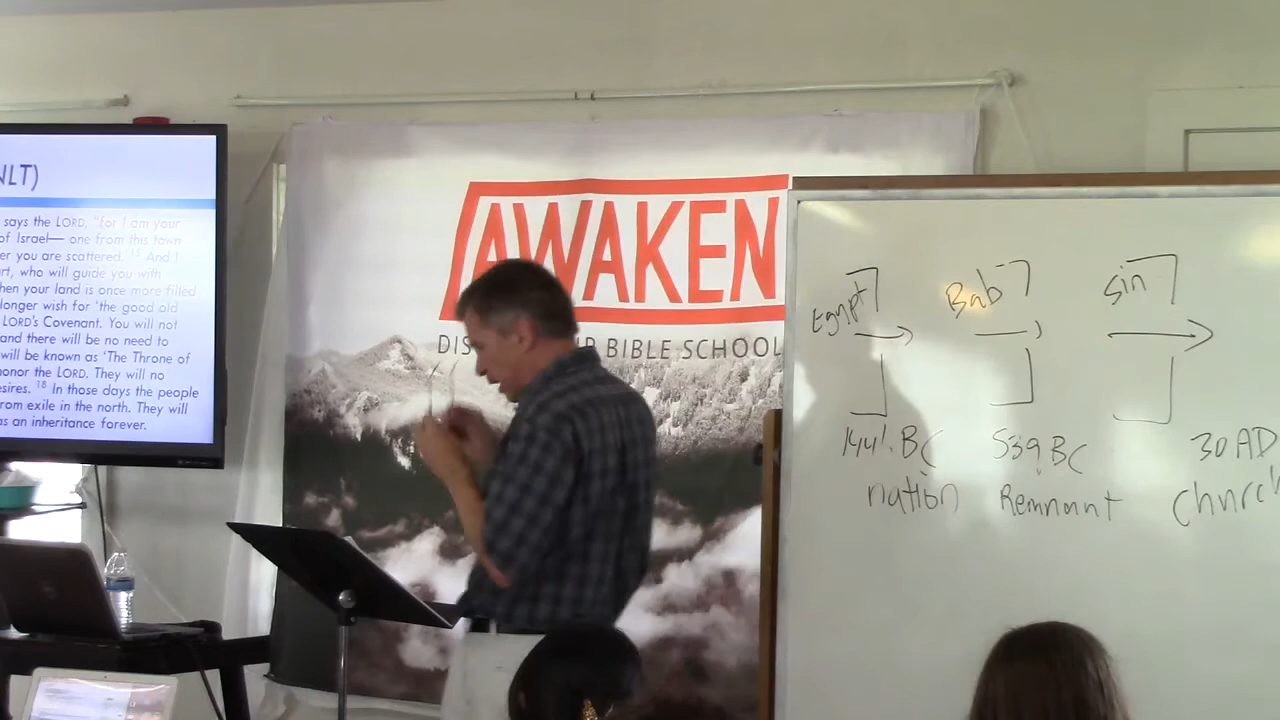 NLT)
says the LORD, "for I am your
of Israel— one from this town
er you are scattered. 15 And I
rt, who will guide you with
hen your land is once more filled
longer wish for 'the good old
LORD's Covenant. You will not
and there will be no need to
will be known as 'The Throne of
honor the LORD. They will no
esires. 18 In those days the people
rom exile in the north. They will
as an inheritance forever.
AWAKEN
DIS P BIBLE SCHOOL
Egypt Bab Sin
BC 539 BC 30 AD
nation Remnant Church